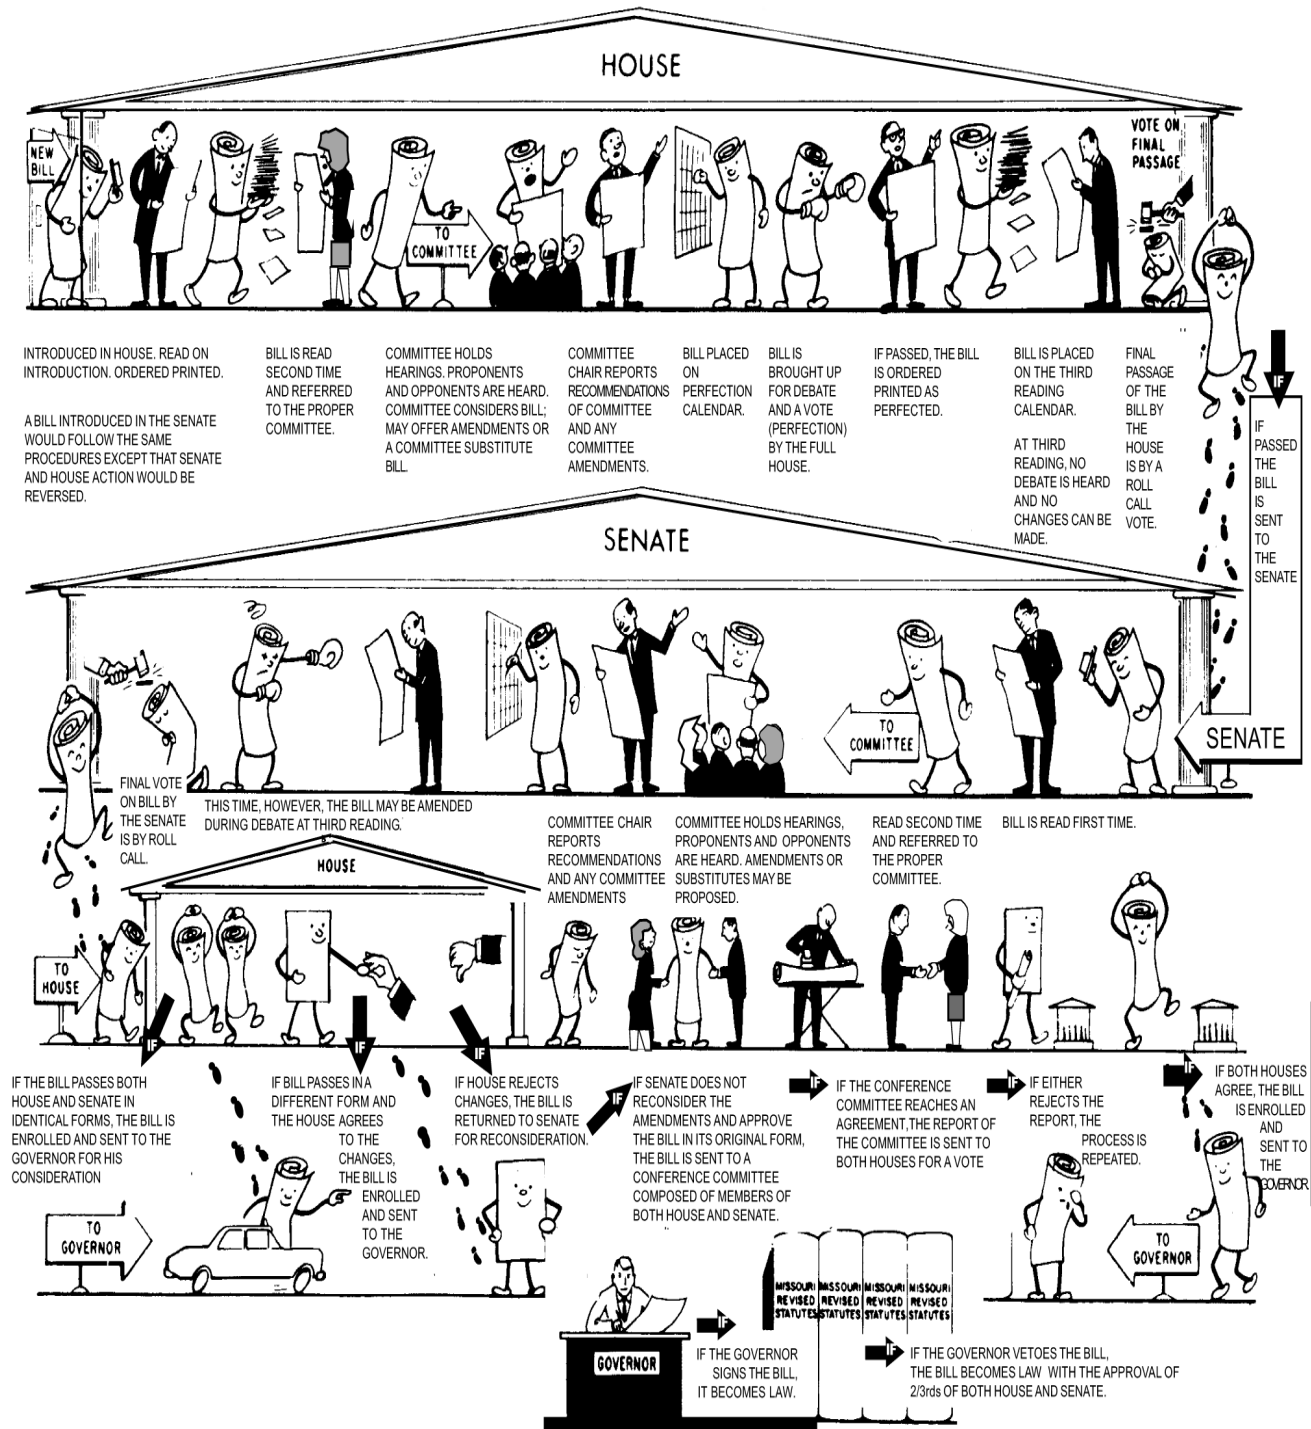 HOUSE
NEW
BILL
TO
COMMITTEE
VOTE ON
FINAL
PASSAGE
INTRODUCED IN HOUSE. READ ON
INTRODUCTION. ORDERED PRINTED.
A BILL INTRODUCED IN THE SENATE
WOULD FOLLOW THE SAME
PROCEDURES EXCEPT THAT SENATE
AND HOUSE ACTION WOULD BE
REVERSED.
BILL IS READ
SECOND TIME
AND REFERRED
TO THE PROPER
COMMITTEE.
COMMITTEE HOLDS
HEARINGS. PROPONENTS
AND OPPONENTS ARE HEARD.
COMMITTEE CONSIDERS BILL;
MAY OFFER AMENDMENTS OR
A COMMITTEE SUBSTITUTE
BILL.
COMMITTEE
CHAIR REPORTS
RECOMMENDATIONS
OF COMMITTEE
AND ANY
COMMITTEE
AMENDMENTS.
BILL PLACED
ON
PERFECTION
CALENDAR.
BILL IS
BROUGHT UP
FOR DEBATE
AND A VOTE
(PERFECTION)
BY THE FULL
HOUSE.
IF PASSED, THE BILL
IS ORDERED
PRINTED AS
PERFECTED.
BILL IS PLACED
ON THE THIRD
READING
CALENDAR.
AT THIRD
READING, NO
DEBATE IS HEARD
AND NO
CHANGES CAN BE
MADE.
FINAL
PASSAGE
OF THE
BILL BY
THE
HOUSE
IS BY A
ROLL
CALL
VOTE.
IF
IF
PASSED
THE
BILL
IS
SENT
TO
THE
SENATE
SENATE
SENATE
TO
COMMITTEE
FINAL VOTE
ON BILL BY
THE SENATE
IS BY ROLL
CALL.
THIS TIME, HOWEVER, THE BILL MAY BE AMENDED
DURING DEBATE AT THIRD READING.
COMMITTEE CHAIR
REPORTS
RECOMMENDATIONS
AND ANY COMMITTEE
AMENDMENTS
COMMITTEE HOLDS HEARINGS,
PROPONENTS AND OPPONENTS
ARE HEARD. AMENDMENTS OR
SUBSTITUTES MAY BE
PROPOSED.
READ SECOND TIME
AND REFERRED TO
THE PROPER
COMMITTEE.
BILL IS READ FIRST TIME.
HOUSE
TO
HOUSE
IF
IF THE BILL PASSES BOTH
HOUSE AND SENATE IN
IDENTICAL FORMS, THE BILL IS
ENROLLED AND SENT TO THE
GOVERNOR FOR HIS
CONSIDERATION
IF
IF BILL PASSES IN A
DIFFERENT FORM AND
THE HOUSE AGREES
TO THE
CHANGES,
THE BILL IS
ENROLLED
AND SENT
TO THE
GOVERNOR.
IF
IF HOUSE REJECTS
CHANGES, THE BILL IS
RETURNED TO SENATE
FOR RECONSIDERATION.
IF
IF SENATE DOES NOT
RECONSIDER THE
AMENDMENTS AND APPROVE
THE BILL IN ITS ORIGINAL FORM,
THE BILL IS SENT TO A
CONFERENCE COMMITTEE
COMPOSED OF MEMBERS OF
BOTH HOUSE AND SENATE.
IF
IF THE CONFERENCE
COMMITTEE REACHES AN
AGREEMENT, THE REPORT OF
THE COMMITTEE IS SENT TO
BOTH HOUSES FOR A VOTE
IF
IF EITHER
REJECTS THE
REPORT, THE
PROCESS IS
REPEATED.
IF
IF BOTH HOUSES
AGREE, THE BILL
IS ENROLLED
AND
SENT TO
THE
GOVERNOR.
TO
GOVERNOR
TO
GOVERNOR
GOVERNOR
IF
IF THE GOVERNOR
SIGNS THE BILL,
IT BECOMES LAW.
MISSOURI
REVISED
STATUTES
MISSOURI
REVISED
STATUTES
MISSOURI
REVISED
STATUTES
MISSOURI
REVISED
STATUTES
IF
IF THE GOVERNOR VETOES THE BILL,
THE BILL BECOMES LAW WITH THE APPROVAL OF
2/3rds OF BOTH HOUSE AND SENATE.